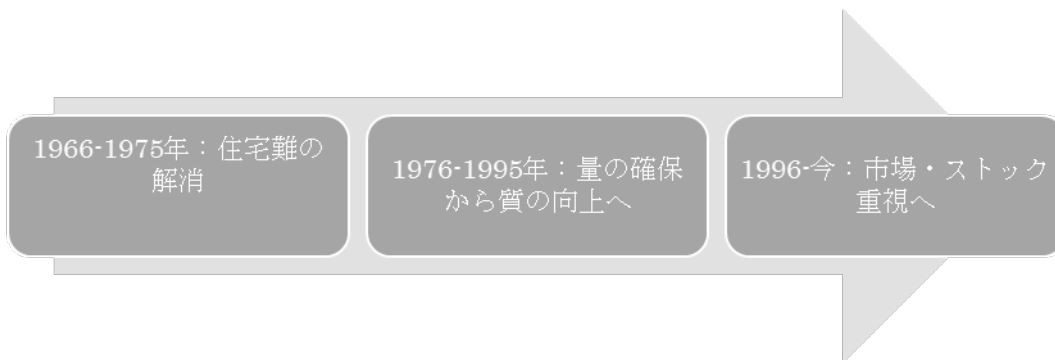 1966-1975年：住宅難の
解消
1976-1995年：量の確保
から質の向上へ
1996-今：市場・ストック
重視へ